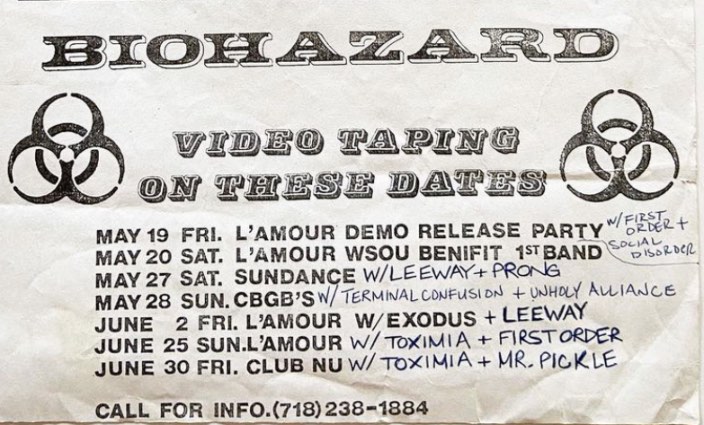 BIOHAZARD
VIDEO TAPING
ON THESE DATES
MAY 19 FRI. L'AMOUR DEMO RELEASE PARTY W/FIRST ORDER + SOCIAL DISORDER
MAY 20 SAT. L'AMOUR WSOU BENIFIT 1ST BAND
MAY 27 SAT. SUNDANCE W/LEEWAY + PRONG
MAY 28 SUN. CBGB'S W/ TERMINAL CONFUSION + UNHOLY ALLIANCE
JUNE 2 FRI. L'AMOUR W/EXODUS + LEEWAY
JUNE 25 SUN. L'AMOUR W/ TOXIMIA + FIRST ORDER
JUNE 30 FRI. CLUB NU W/ TOXIMIA + MR. PICKLE
CALL FOR INFO. (718) 238-1884